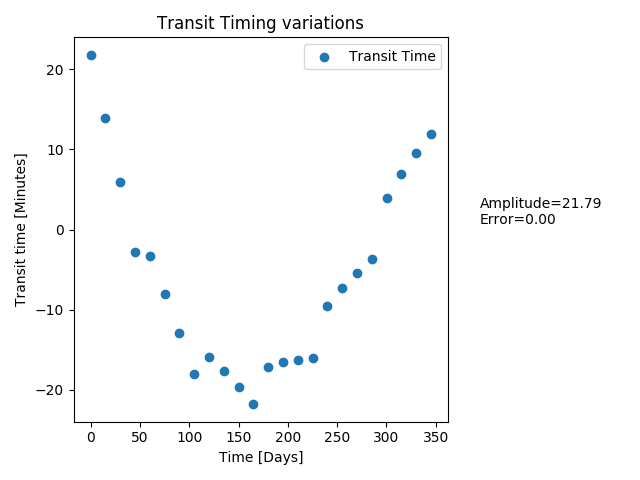 Transit Timing variations
Transit Time
20
10
0
−10
−20
Transit time [Minutes]
0 50 100 150 200 250 300 350
Time [Days]
Amplitude=21.79
Error=0.00